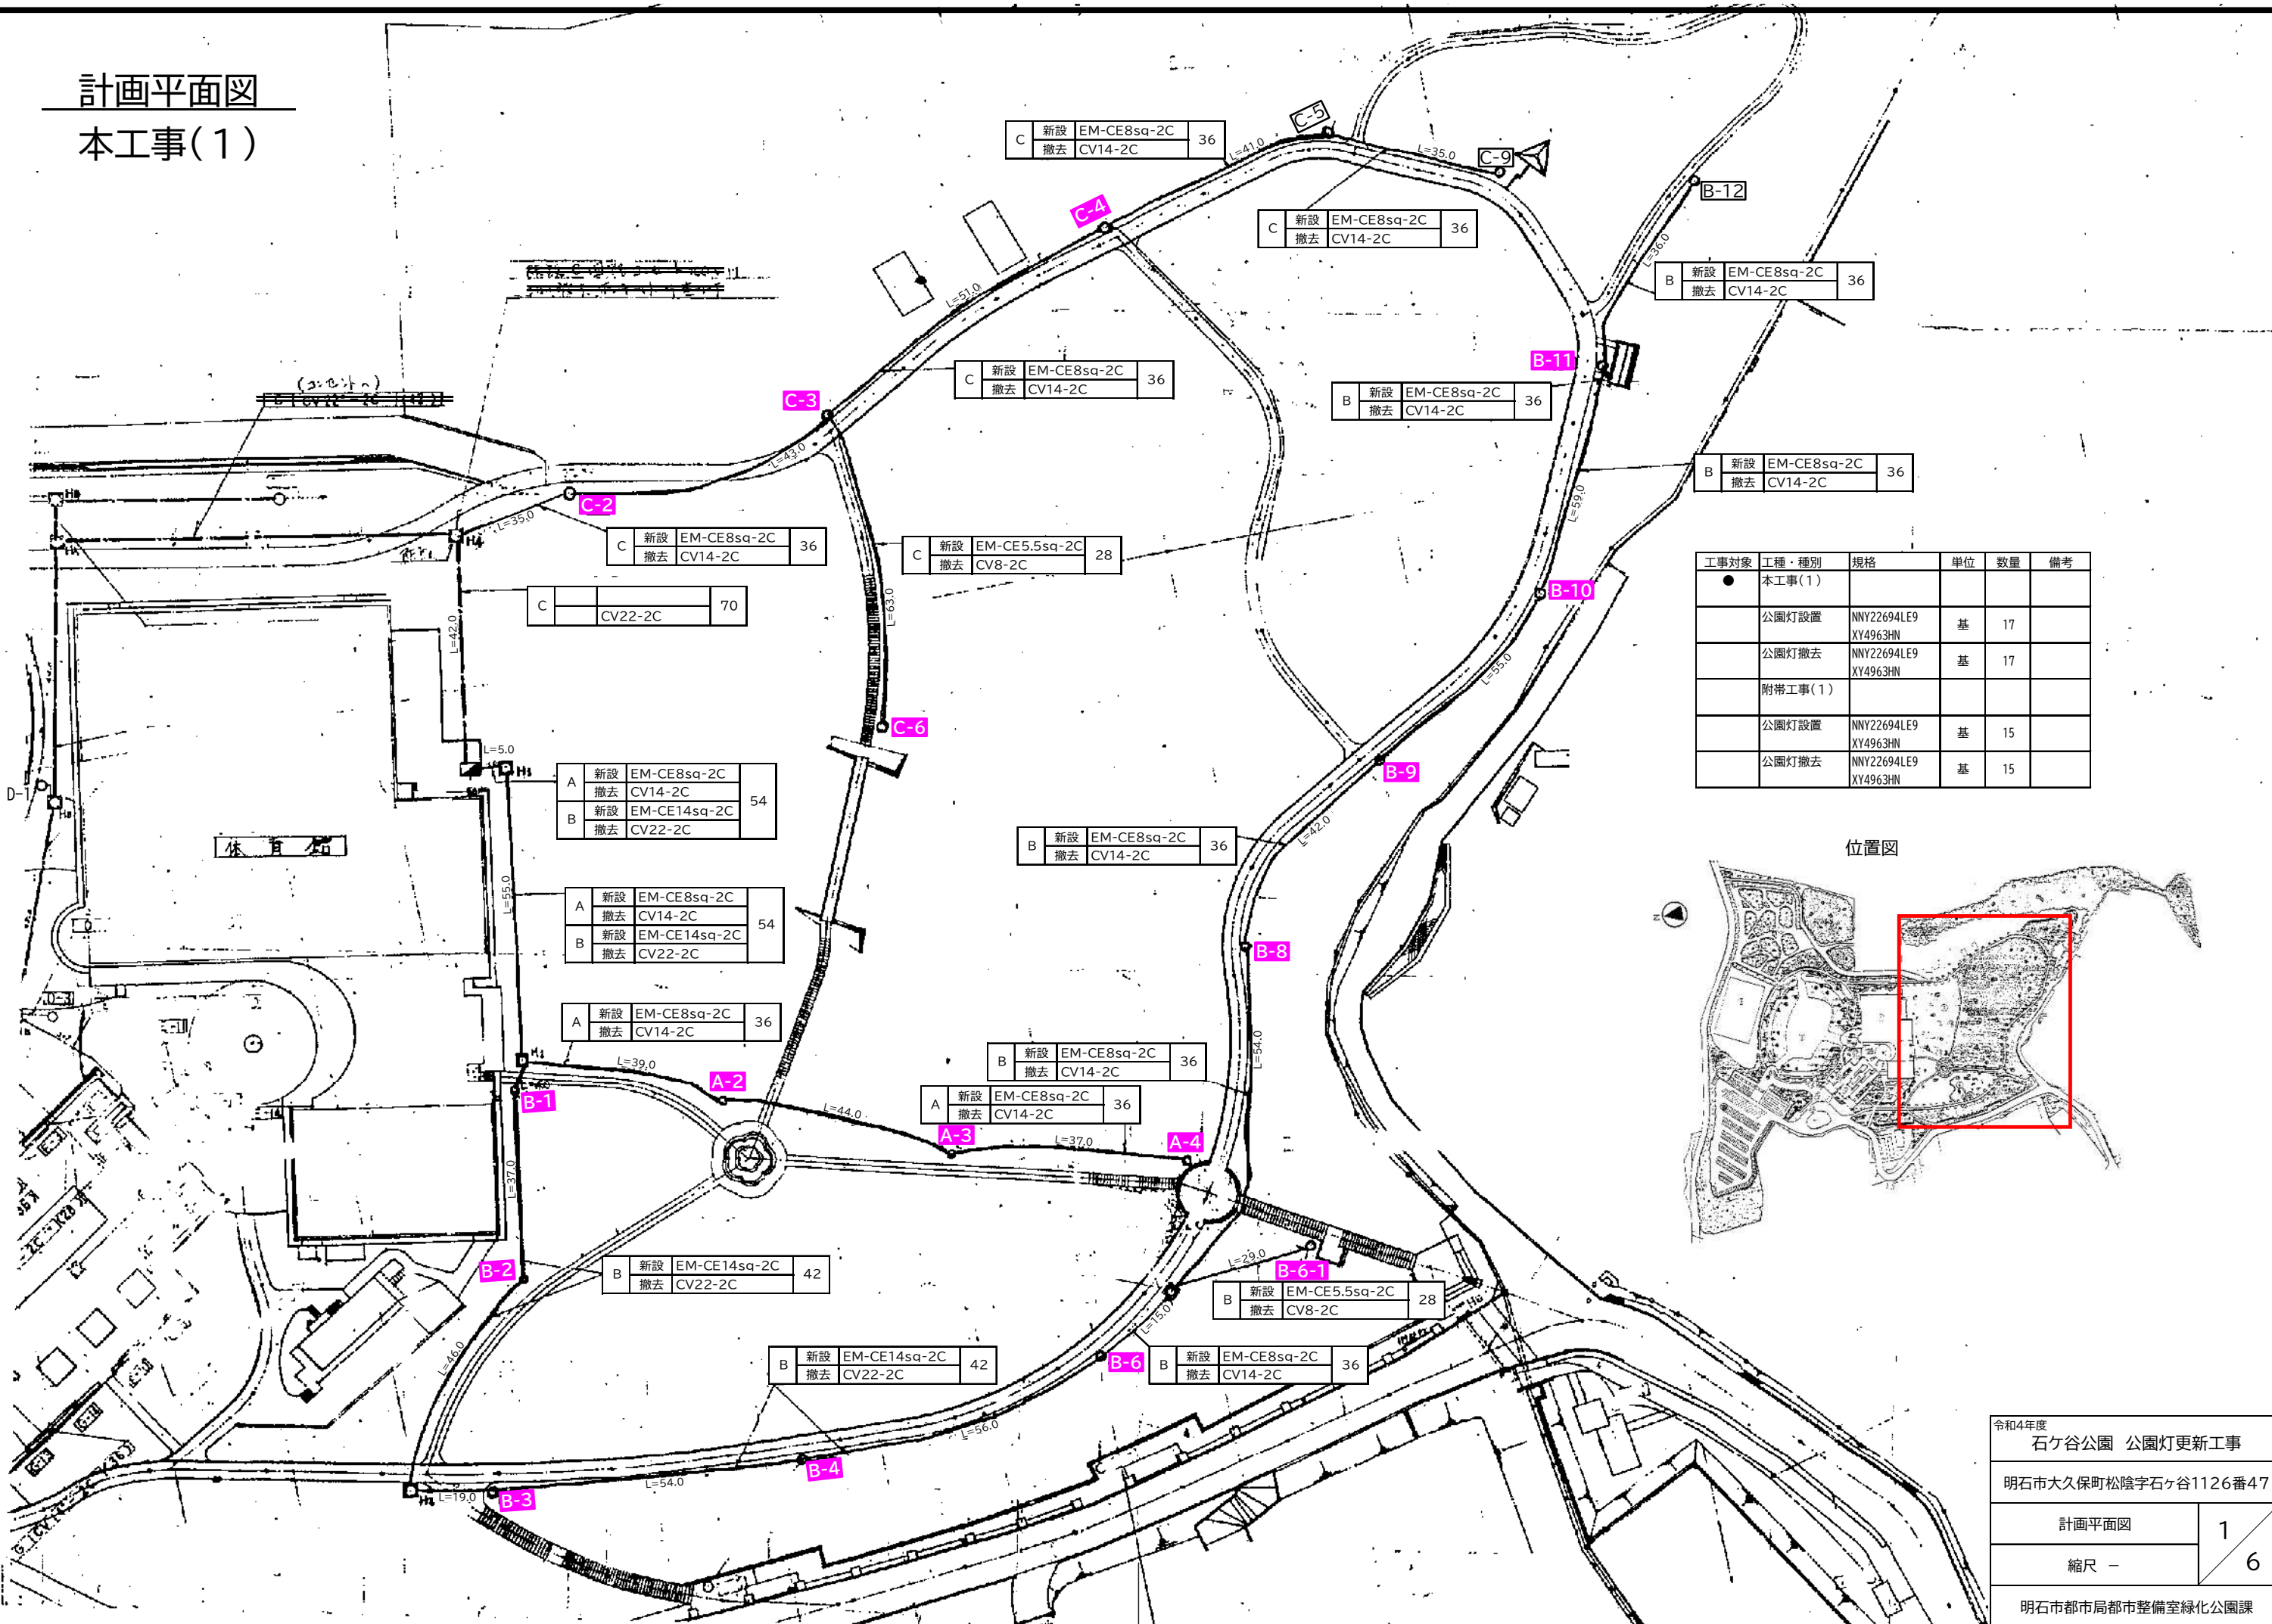 計画平面図
本工事(1)
C 新設 EM-CE8sq-2C 36
撤去 CV14-2C
C-5
L=41.0
L=35.0
C-9
B-12
C-4
C 新設 EM-CE8sq-2C 36
撤去 CV14-2C
L=36.0
B 新設 EM-CE8sq-2C 36
撤去 CV14-2C
L=51.0
B-11
C 新設 EM-CE8sq-2C 36
撤去 CV14-2C
B 新設 EM-CE8sq-2C 36
撤去 CV14-2C
C-3
L=43.0
B 新設 EM-CE8sq-2C 36
撤去 CV14-2C
L=59.0
C-2
L=35.0
C 新設 EM-CE8sq-2C 36
撤去 CV14-2C
C 新設 EM-CE5.5sq-2C 28
撤去 CV8-2C
C 70
CV22-2C
L=42.0
L=63.0
B-10
L=55.0
工事対象 工種・種別 規格 単位 数量 備考
● 本工事(1)
公園灯設置 NNY22694LE9 XY4963HN 基 17
公園灯撤去 NNY22694LE9 XY4963HN 基 17
附帯工事(1)
公園灯設置 NNY22694LE9 XY4963HN 基 15
公園灯撤去 NNY22694LE9 XY4963HN 基 15
C-6
L=5.0
B-9
D-1
A 新設 EM-CE8sq-2C 54
撤去 CV14-2C
B 新設 EM-CE14sq-2C
撤去 CV22-2C
体育館
B 新設 EM-CE8sq-2C 36
撤去 CV14-2C
L=42.0
位置図
N
L=55.0
A 新設 EM-CE8sq-2C 54
撤去 CV14-2C
B 新設 EM-CE14sq-2C
撤去 CV22-2C
B-8
A 新設 EM-CE8sq-2C 36
撤去 CV14-2C
L=39.0
B 新設 EM-CE8sq-2C 36
撤去 CV14-2C
L=54.0
B-1
A-2
L=44.0
A 新設 EM-CE8sq-2C 36
撤去 CV14-2C
A-3
L=37.0
A-4
L=37.0
B-2
B 新設 EM-CE14sq-2C 42
撤去 CV22-2C
L=29.0
B-6-1
B 新設 EM-CE5.5sq-2C 28
撤去 CV8-2C
L=15.0
L=46.0
B 新設 EM-CE14sq-2C 42
撤去 CV22-2C
B-6
B 新設 EM-CE8sq-2C 36
撤去 CV14-2C
L=56.0
B-4
L=54.0
B-3
L=19.0
令和4年度
石ケ谷公園 公園灯更新工事
明石市大久保町松陰字石ヶ谷1126番47
計画平面図 1/6
縮尺 －
明石市都市局都市整備室緑化公園課